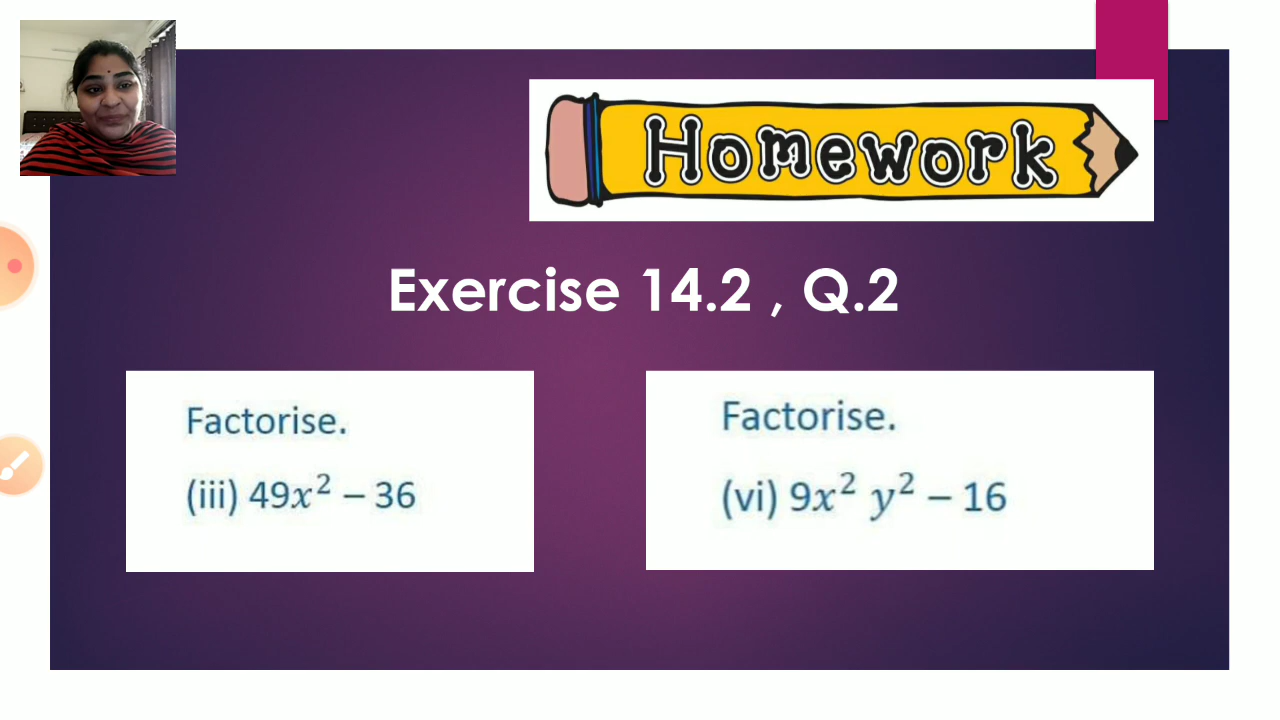 Homework
Exercise 14.2 , Q.2
Factorise.
(iii) 49x² – 36
Factorise.
(vi) 9x² y² – 16